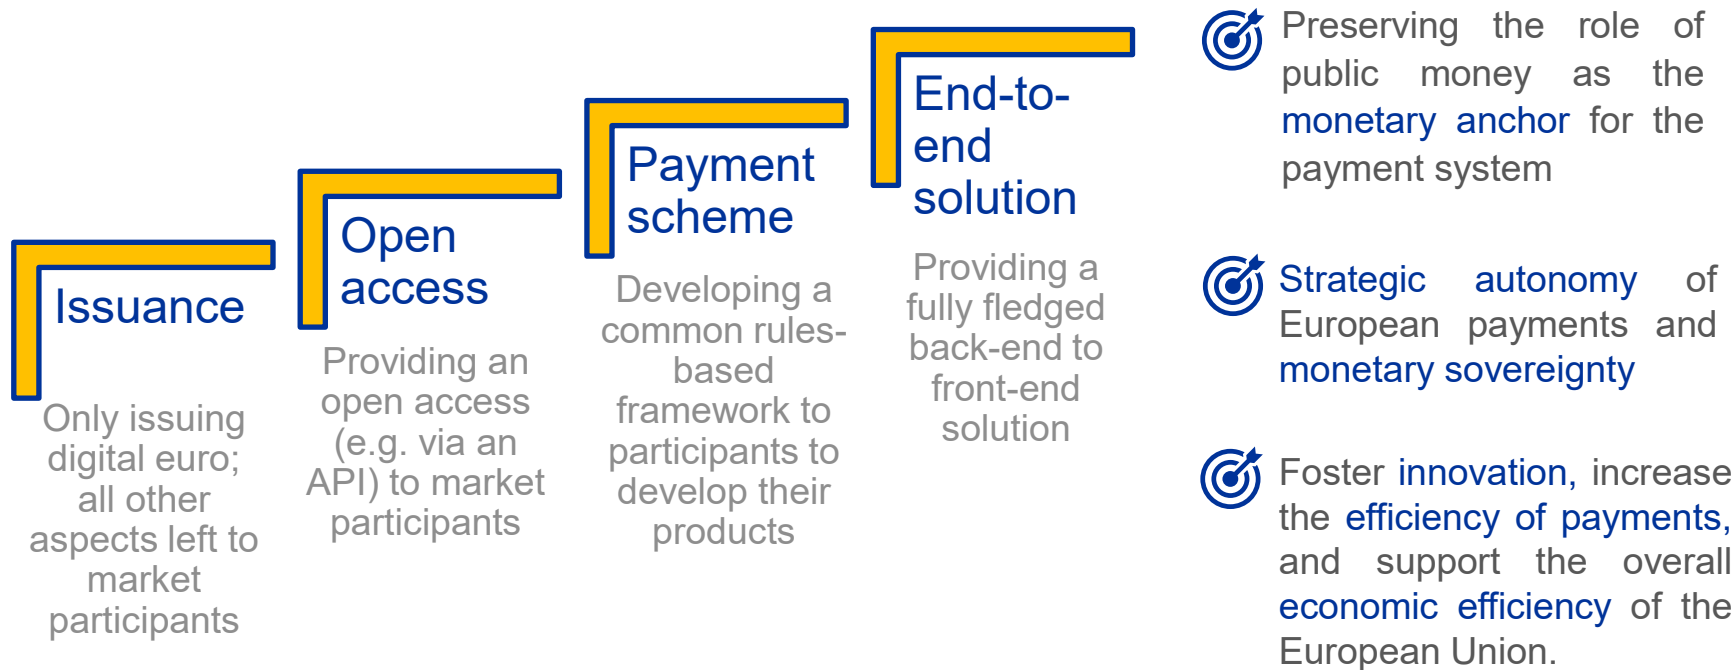 Issuance
Only issuing
digital euro;
all other
aspects left to
market
participants
Open
access
Providing an
open access
(e.g. via an
API) to market
participants
Payment
scheme
Developing a
common rules-
based
framework to
participants to
develop their
products
End-to-
end
solution
Providing a
fully fledged
back-end to
front-end
solution
Preserving the role of
public money as the
monetary anchor for the
payment system
Strategic autonomy of
European payments and
monetary sovereignty
Foster innovation, increase
the efficiency of payments,
and support the overall
economic efficiency of the
European Union.